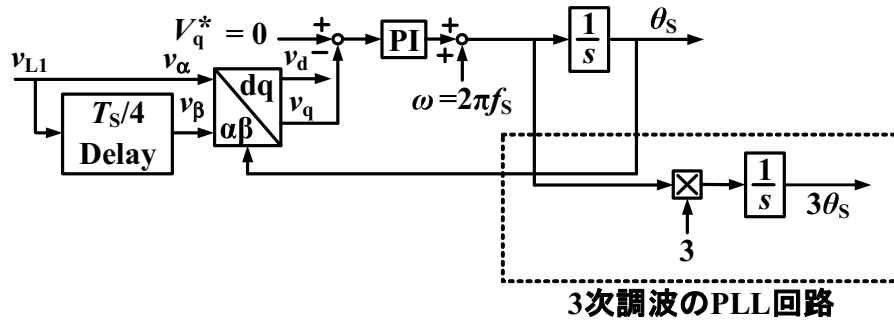 V*q = 0
+
−
PI
+
+
ω=2πfS
1/s
θS
vL1
vα
TS/4
Delay
vβ
dq
αβ
vd
vq
3
1/s
3θS
3次調波のPLL回路